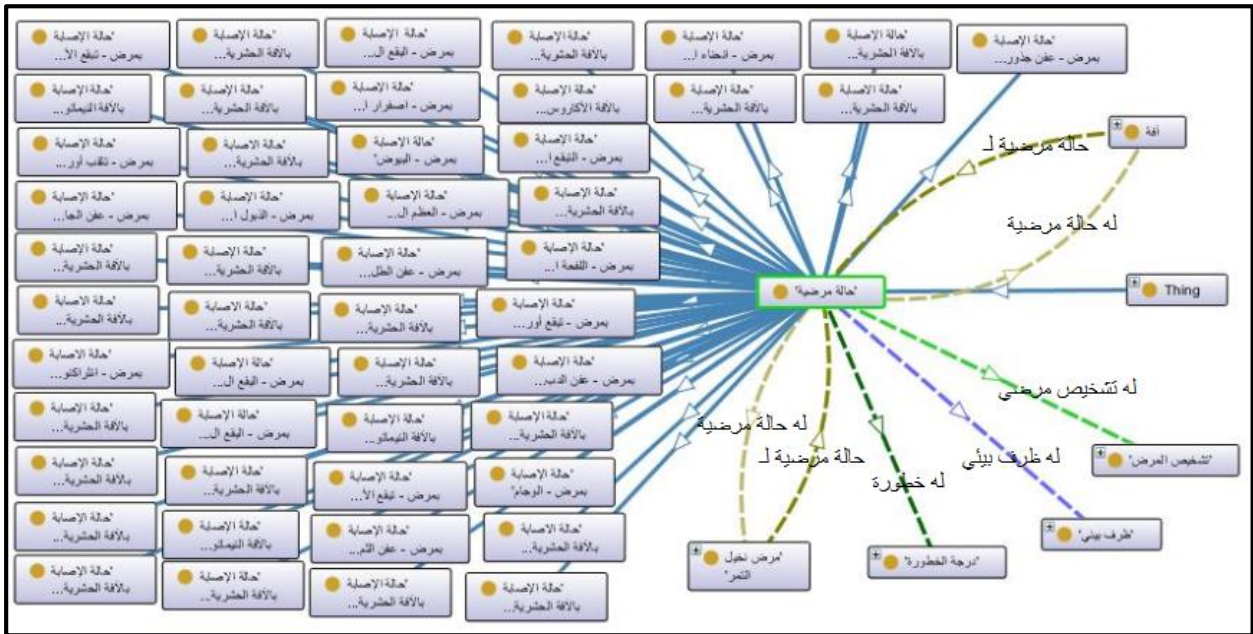 'حالة الإصابة
بمرض - عفن جذور...
'حالة الإصابة
بالآفة الحشرية...
'حالة الإصابة
بمرض - انحناء ا...
'حالة الإصابة
بالآفة الحشرية...
'حالة الإصابة
بمرض - البقع ال...
'حالة الإصابة
بالآفة الحشرية...
'حالة الإصابة
بمرض - تبقع الأ...
'حالة الإصابة
بالآفة الحشرية...
'حالة الإصابة
بالآفة الحشرية...
'حالة الإصابة
بالآفة الأكاروس...
'حالة الإصابة
بمرض - اصفرار ا...
'حالة الإصابة
بالآفة الحشرية...
'حالة الإصابة
بالآفة النيماتو...
آفة
حالة مرضية لـ
'حالة الإصابة
بمرض - التبقع ا...
'حالة الإصابة
بمرض - البيوض'
'حالة الإصابة
بالآفة الحشرية...
'حالة الإصابة
بمرض - تثقب أور...
له حالة مرضية
'حالة الإصابة
بالآفة الحشرية...
'حالة الإصابة
بمرض - العظم ال...
'حالة الإصابة
بمرض - الذبول ا...
'حالة الإصابة
بمرض - عفن الجا...
'حالة الإصابة
بمرض - اللفحة ا...
'حالة الإصابة
بمرض - عفن الطل...
'حالة الإصابة
بالآفة الحشرية...
'حالة الإصابة
بالآفة الحشرية...
Thing
'حالة مرضية'
'حالة الإصابة
بمرض - تبقع أور...
'حالة الإصابة
بالآفة الحشرية...
'حالة الإصابة
بالآفة الحشرية...
'حالة الإصابة
بالآفة الحشرية...
له تشخيص مرضي
'حالة الإصابة
بمرض - عفن الدب...
'حالة الإصابة
بالآفة الحشرية...
'حالة الإصابة
بمرض - البقع ال...
'حالة الاصابة
بمرض - انثراكنو...
له حالة مرضية
'حالة الإصابة
بالآفة الحشرية...
'حالة الإصابة
بالآفة النيماتو...
'حالة الإصابة
بمرض - البقع ال...
'حالة الإصابة
بالآفة الحشرية...
'تشخيص المرض'
له ظرف بيئي
حالة مرضية لـ
له خطورة
'حالة الإصابة
بمرض - الوجام'
'حالة الإصابة
بمرض - تبقع الأ...
'حالة الإصابة
بالآفة الحشرية...
'حالة الإصابة
بالآفة الحشرية...
'ظرف بيئي'
'حالة الإصابة
بالآفة الحشرية...
'حالة الإصابة
بمرض - عفن الثم...
'حالة الإصابة
بالآفة النيماتو...
'حالة الإصابة
بالآفة الحشرية...
'درجة الخطورة'
'مرض نخيل
التمر'
'حالة الإصابة
بالآفة الحشرية...
'حالة الإصابة
بالآفة الحشرية...
'حالة الإصابة
بالآفة الحشرية...
'حالة الإصابة
بالآفة الحشرية...